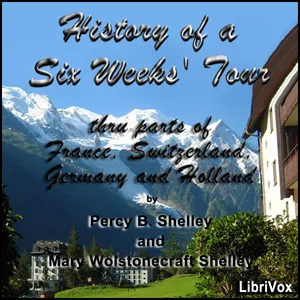 History of a
Six Weeks' Tour
thru parts of
France, Switzerland,
Germany and Holland
by
Percy B. Shelley
and
Mary Wolstonecraft Shelley
LibriVox